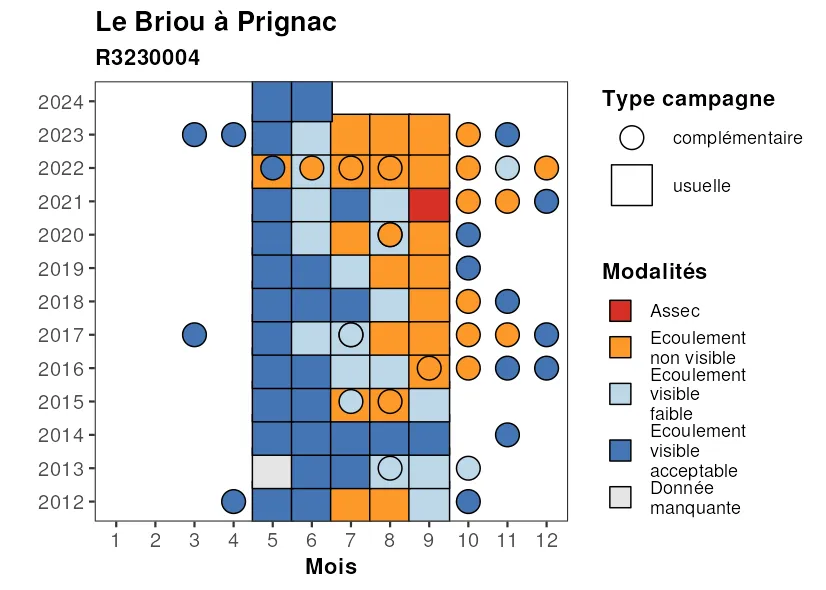 Le Briou à Prignac
R3230004
2024
2023
2022
2021
2020
2019
2018
2017
2016
2015
2014
2013
2012
1 2 3 4 5 6 7 8 9 10 11 12
Mois
Type campagne
complémentaire
usuelle
Modalités
Assec
Ecoulement
non visible
Ecoulement
visible
faible
Ecoulement
visible
acceptable
Donnée
manquante